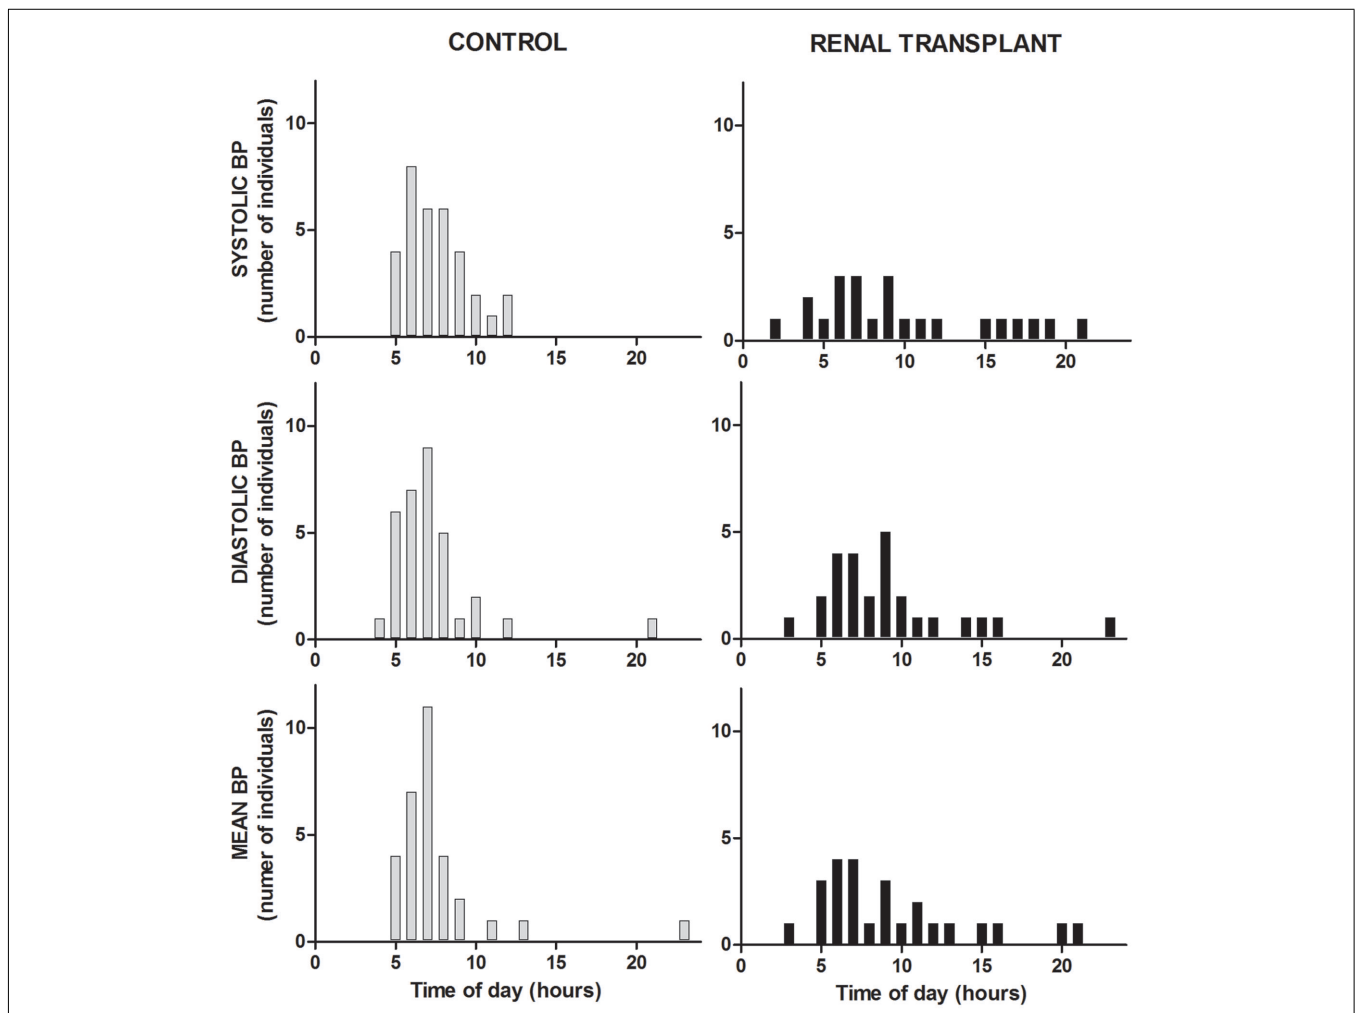 CONTROL
RENAL TRANSPLANT
SYSTOLIC BP
(number of individuals)
10
5
0
0 5 10 15 20
10
5
0
0 5 10 15 20
DIASTOLIC BP
(number of individuals)
10
5
0
0 5 10 15 20
10
5
0
0 5 10 15 20
MEAN BP
(numer of individuals)
10
5
0
0 5 10 15 20
Time of day (hours)
10
5
0
0 5 10 15 20
Time of day (hours)